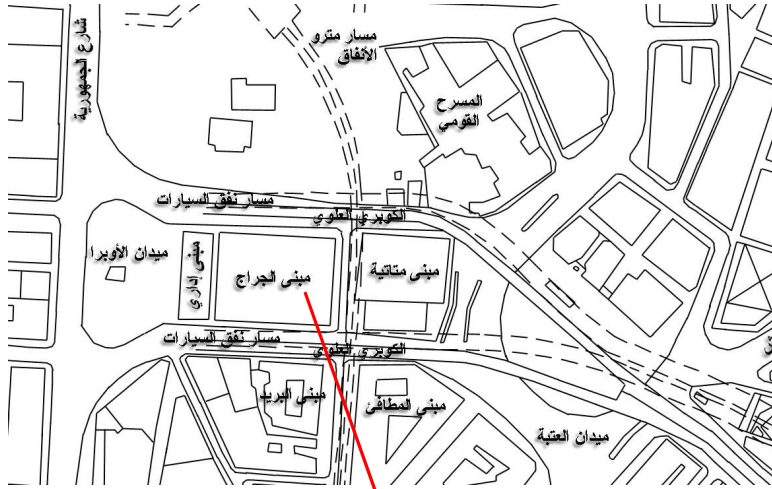 شارع الجمهورية
مسار مترو
الأنفاق
المسرح
القومي
مسار نفق السيارات
الكوبري العلوي
ميدان الأوبرا
مبنى إداري
مبنى الجراج
مبنى متاتية
مسار نفق السيارات
الكوبري العلوي
مبنى البريد
مبنى المطافئ
ميدان العتبة